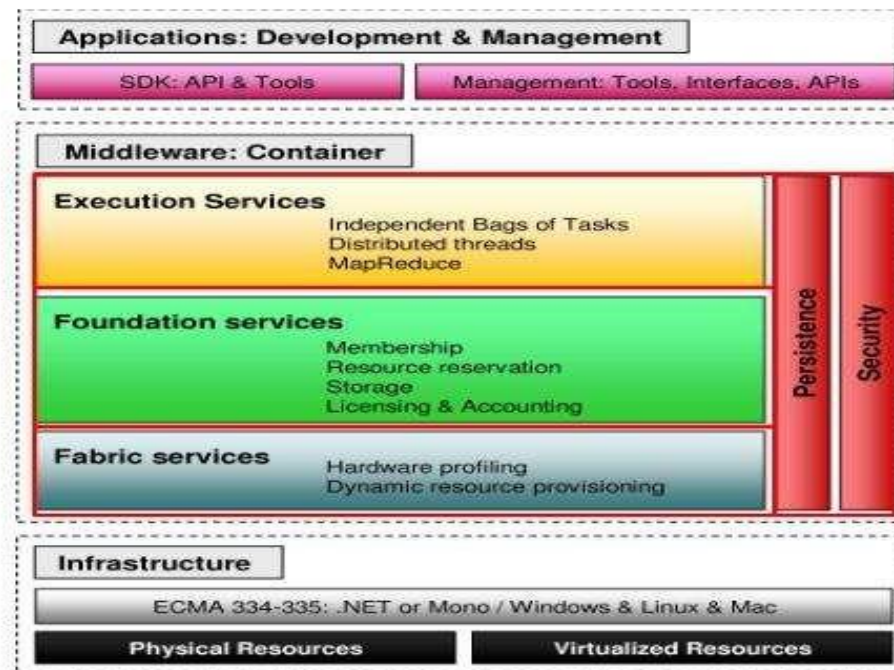 Applications: Development & Management
SDK: API & Tools
Management: Tools, Interfaces, APIs
Middleware: Container
Execution Services
Independent Bags of Tasks
Distributed threads
MapReduce
Foundation services
Membership
Resource reservation
Storage
Licensing & Accounting
Fabric services
Hardware profiling
Dynamic resource provisioning
Persistence
Security
Infrastructure
ECMA 334-335: .NET or Mono / Windows & Linux & Mac
Physical Resources
Virtualized Resources